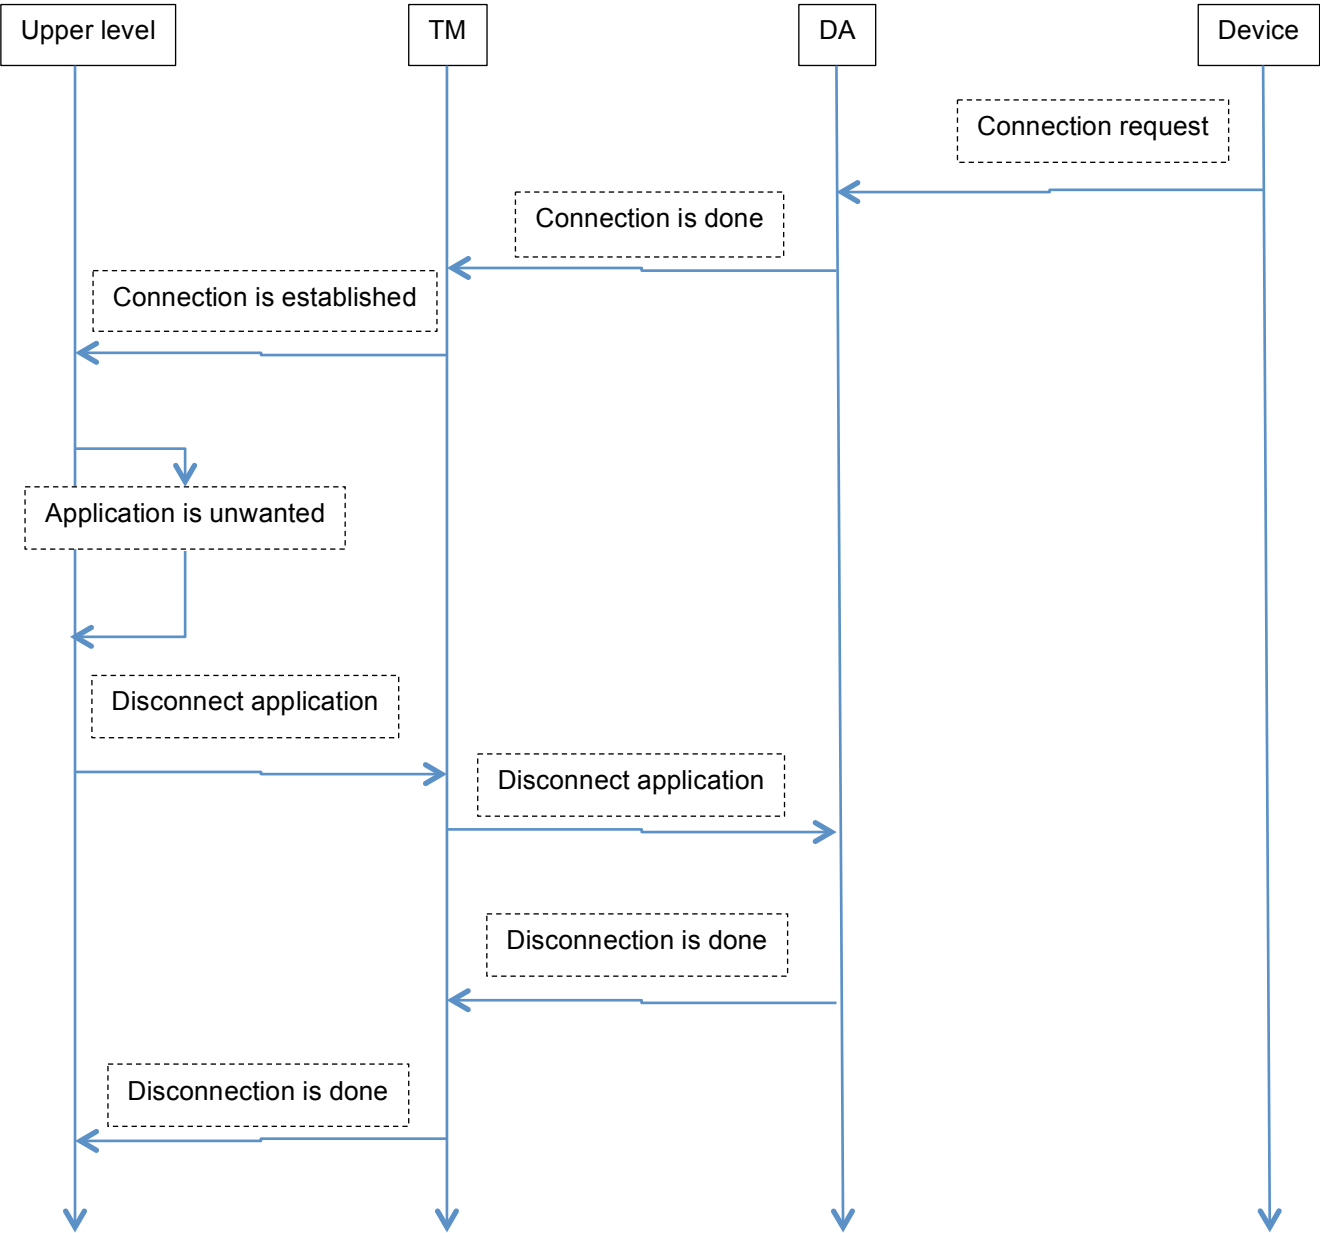 Upper level
TM
DA
Device
Connection request
Connection is done
Connection is established
Application is unwanted
Disconnect application
Disconnect application
Disconnection is done
Disconnection is done